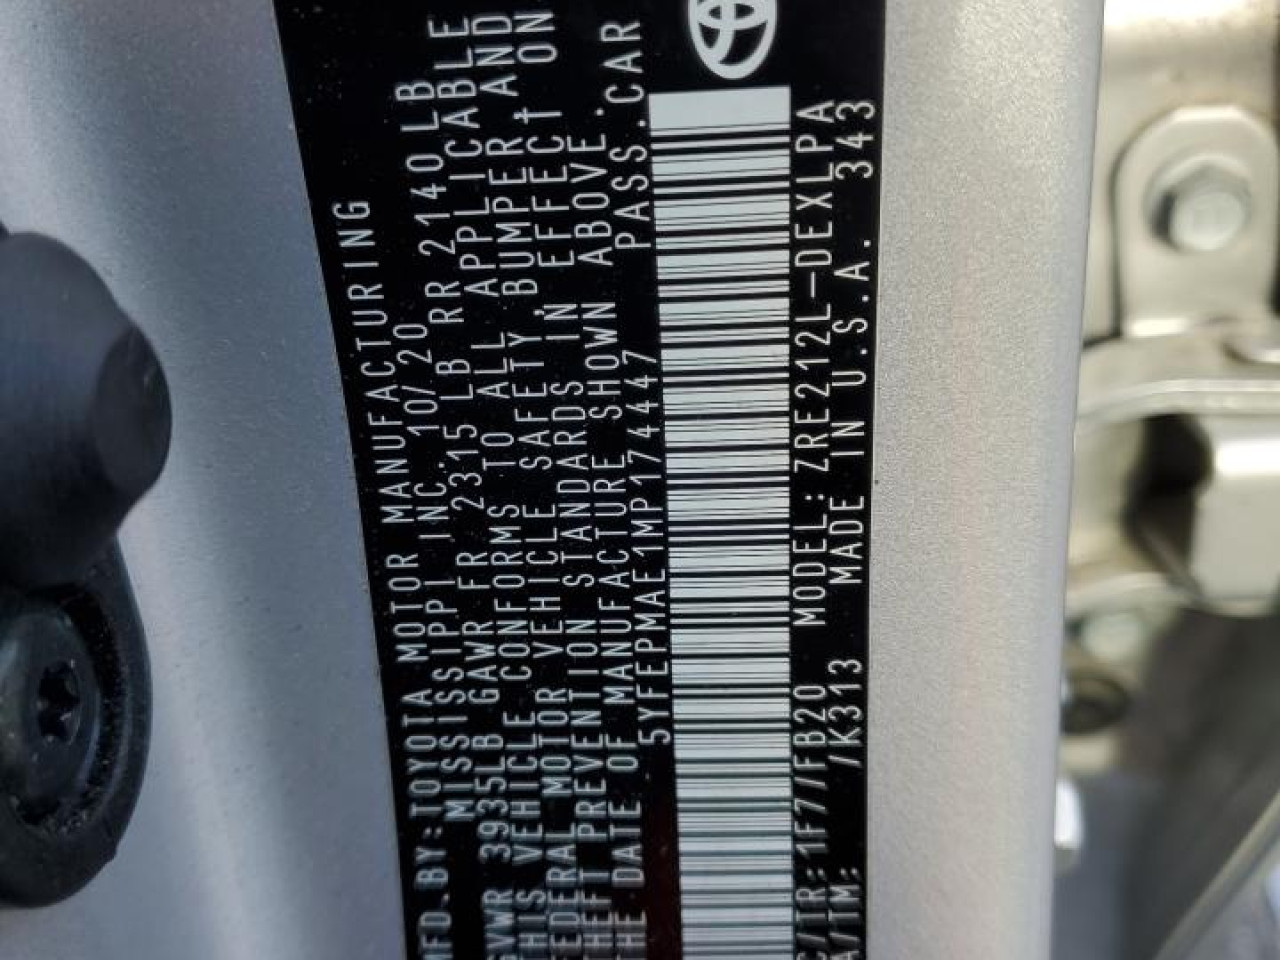 MFD.BY:TOYOTA MOTOR MANUFACTURING
MISSISSIPPI INC. 10/20
GVWR 3935LB GAWR FR 2315 LB RR 2140LB
THIS VEHICLE CONFORMS TO ALL APPLICABLE
FEDERAL MOTOR VEHICLE SAFETY, BUMPER, AND
THEFT PREVENTION STANDARDS IN EFFECT ON
THE DATE OF MANUFACTURE SHOWN ABOVE.
5YFEPMAE1MP174447 PASS.CAR
C/TR:1F7/FB20 MODEL:ZRE212L-DEXLPA
A/TM: /K313 MADE IN U.S.A. 343